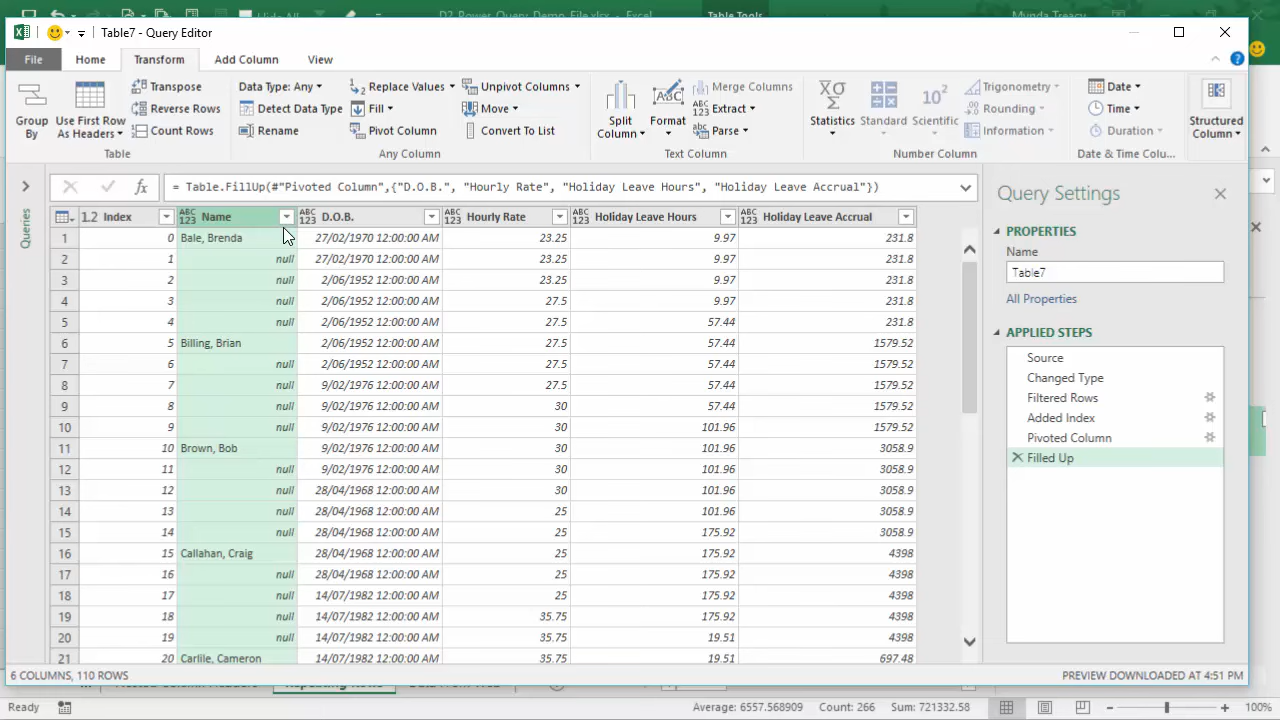 D2_Power_Query_Demo_File.xlsx - Excel
Table Tools
Mynda Treacy
Table7 - Query Editor
File
Home
Transform
Add Column
View
Group By
Use First Row As Headers
Transpose
Reverse Rows
Count Rows
Table
Data Type: Any
Detect Data Type
Rename
Replace Values
Fill
Pivot Column
Unpivot Columns
Move
Convert To List
Any Column
Split Column
Format
Merge Columns
Extract
Parse
Text Column
Statistics
Standard
Scientific
Trigonometry
Rounding
Information
Number Column
Date
Time
Duration
Date & Time Colu...
Structured Column
= Table.FillUp(#"Pivoted Column",{"D.O.B.", "Hourly Rate", "Holiday Leave Hours", "Holiday Leave Accrual"})
Queries
1.2 Index ABC 123 Name ABC 123 D.O.B. ABC 123 Hourly Rate ABC 123 Holiday Leave Hours ABC 123 Holiday Leave Accrual
1 0 Bale, Brenda 27/02/1970 12:00:00 AM 23.25 9.97 231.8
2 1 null 27/02/1970 12:00:00 AM 23.25 9.97 231.8
3 2 null 2/06/1952 12:00:00 AM 23.25 9.97 231.8
4 3 null 2/06/1952 12:00:00 AM 27.5 9.97 231.8
5 4 null 2/06/1952 12:00:00 AM 27.5 57.44 231.8
6 5 Billing, Brian 2/06/1952 12:00:00 AM 27.5 57.44 1579.52
7 6 null 2/06/1952 12:00:00 AM 27.5 57.44 1579.52
8 7 null 9/02/1976 12:00:00 AM 27.5 57.44 1579.52
9 8 null 9/02/1976 12:00:00 AM 30 57.44 1579.52
10 9 null 9/02/1976 12:00:00 AM 30 101.96 1579.52
11 10 Brown, Bob 9/02/1976 12:00:00 AM 30 101.96 3058.9
12 11 null 9/02/1976 12:00:00 AM 30 101.96 3058.9
13 12 null 28/04/1968 12:00:00 AM 30 101.96 3058.9
14 13 null 28/04/1968 12:00:00 AM 25 101.96 3058.9
15 14 null 28/04/1968 12:00:00 AM 25 175.92 3058.9
16 15 Callahan, Craig 28/04/1968 12:00:00 AM 25 175.92 4398
17 16 null 28/04/1968 12:00:00 AM 25 175.92 4398
18 17 null 14/07/1982 12:00:00 AM 25 175.92 4398
19 18 null 14/07/1982 12:00:00 AM 35.75 175.92 4398
20 19 null 14/07/1982 12:00:00 AM 35.75 19.51 4398
21 20 Carlile, Cameron 14/07/1982 12:00:00 AM 35.75 19.51 697.48
Query Settings
PROPERTIES
Name
Table7
All Properties
APPLIED STEPS
Source
Changed Type
Filtered Rows
Added Index
Pivoted Column
Filled Up
6 COLUMNS, 110 ROWS
PREVIEW DOWNLOADED AT 4:51 PM
Ready
Average: 6557.568909 Count: 266 Sum: 721332.58
100%